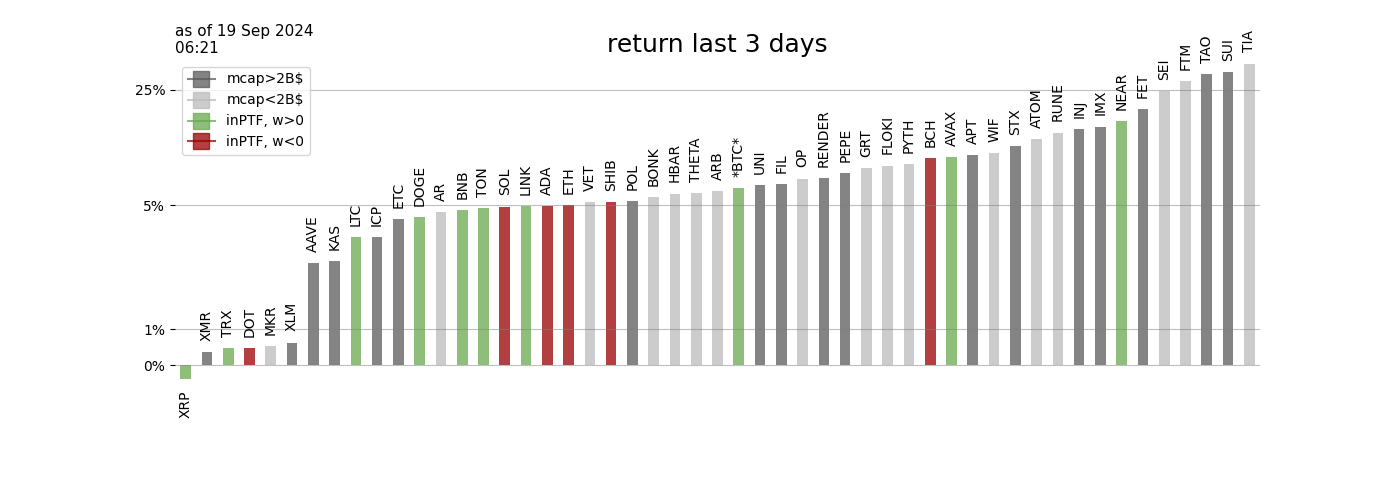 as of 19 Sep 2024
06:21
return last 3 days
mcap>2B$
mcap<2B$
inPTF, w>0
inPTF, w<0
25%
5%
1%
0%
XRP
XMR
TRX
DOT
MKR
XLM
AAVE
KAS
LTC
ICP
ETC
DOGE
AR
BNB
TON
SOL
LINK
ADA
ETH
VET
SHIB
POL
BONK
HBAR
THETA
ARB
*BTC*
UNI
FIL
OP
RENDER
PEPE
GRT
FLOKI
PYTH
BCH
AVAX
APT
WIF
STX
ATOM
RUNE
INJ
IMX
NEAR
FET
SEI
FTM
TAO
SUI
TIA